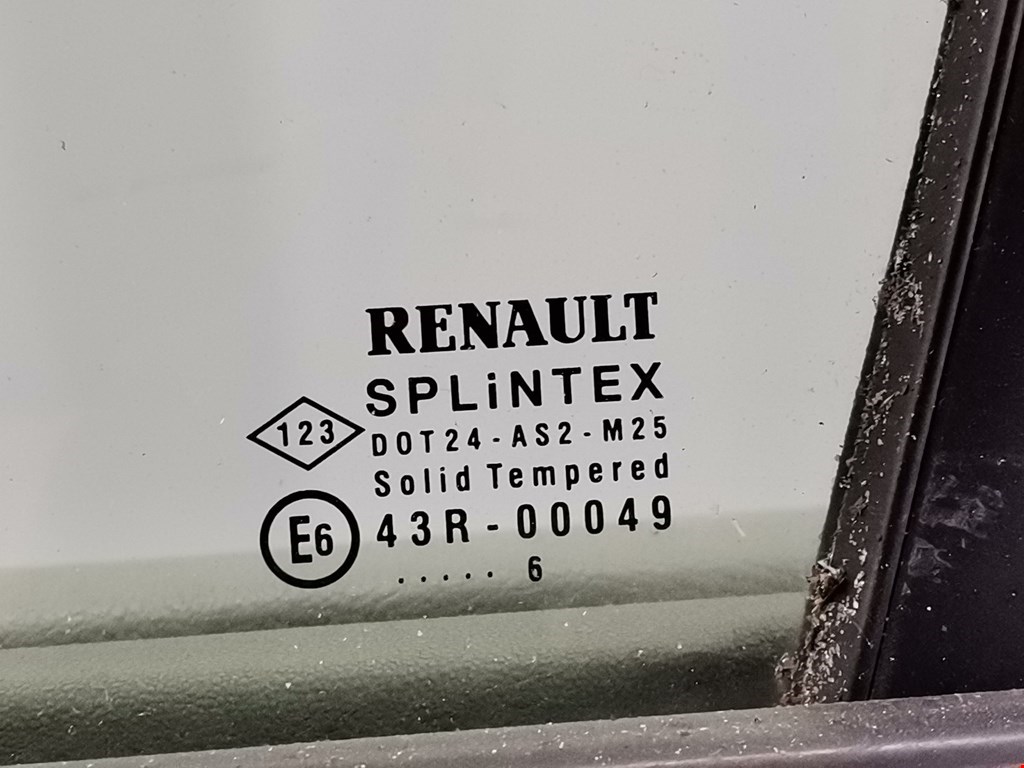 RENAULT
SPLiNTEX
123
DOT24-AS2-M25
Solid Tempered
E6
43R-00049
..... 6